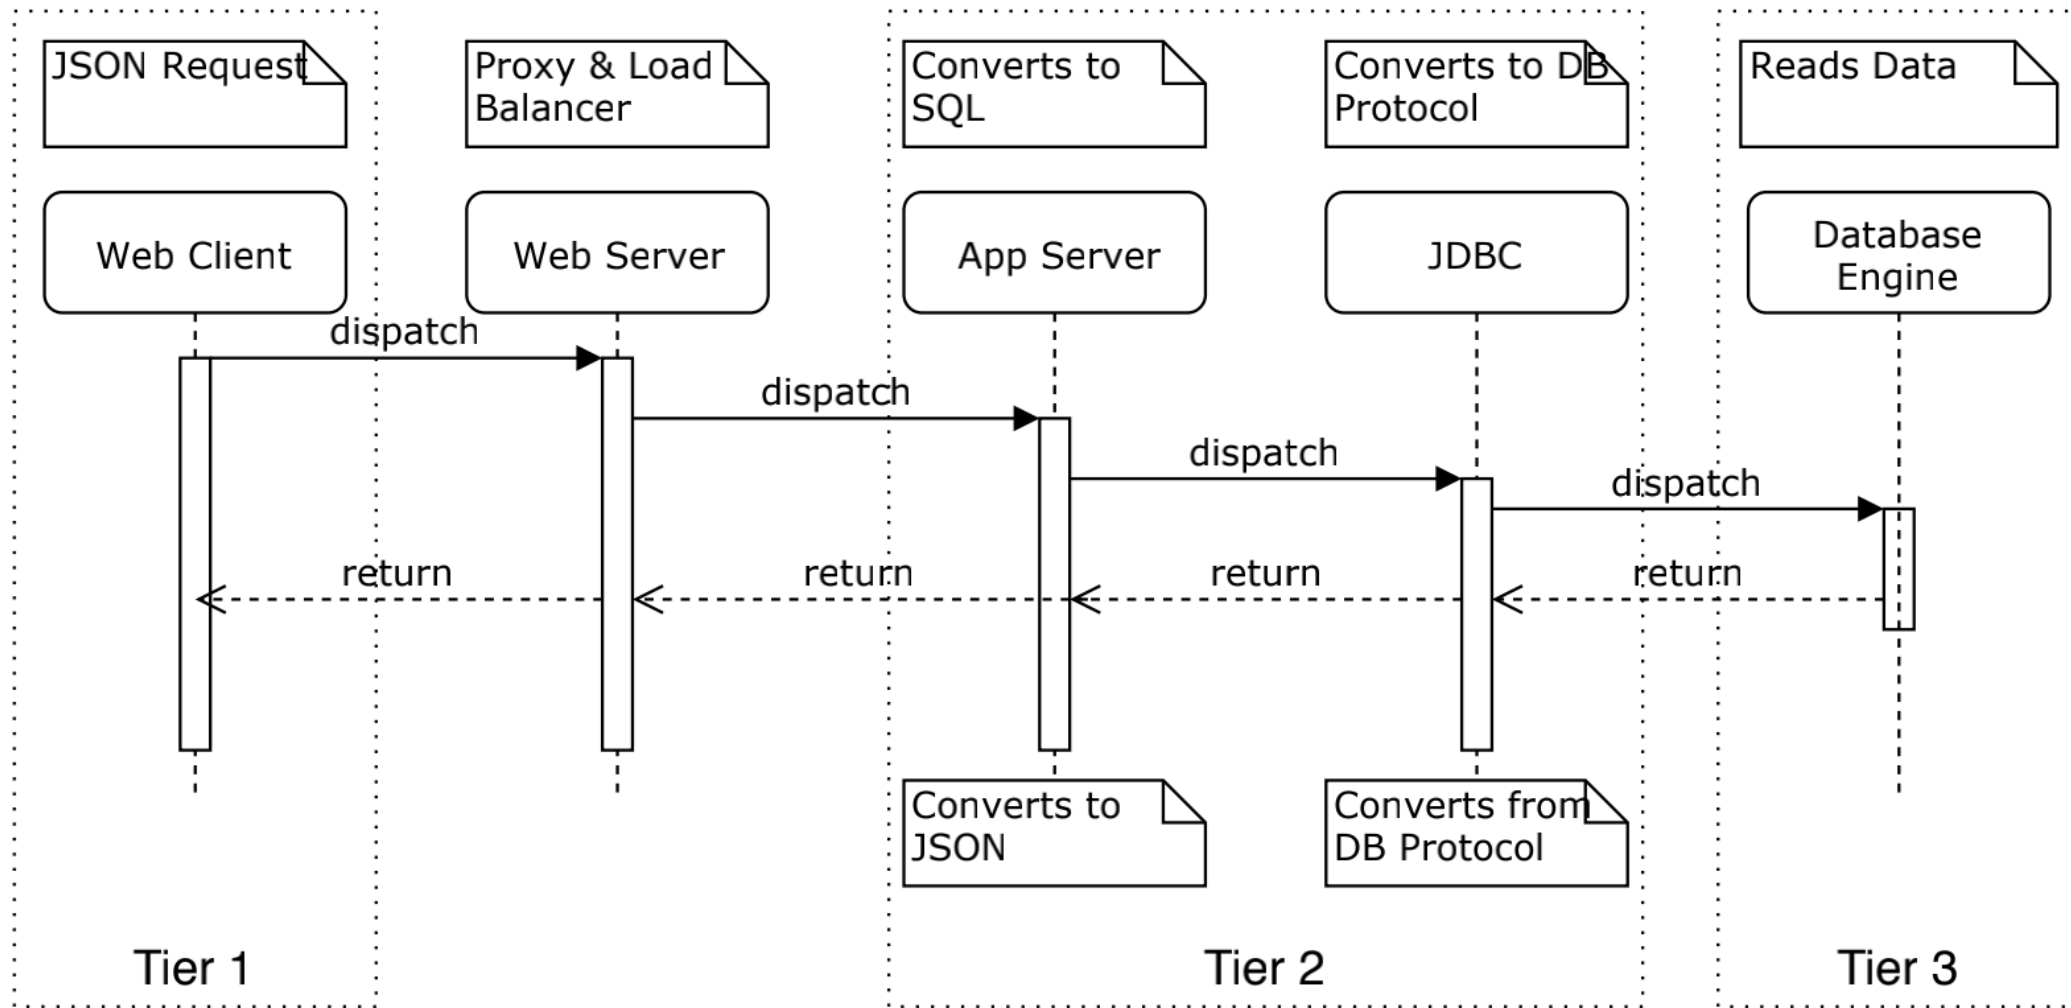 JSON Request
Proxy & Load
Balancer
Converts to
SQL
Converts to DB
Protocol
Reads Data
Web Client
Web Server
App Server
JDBC
Database
Engine
dispatch
dispatch
dispatch
dispatch
return
return
return
return
Converts to
JSON
Converts from
DB Protocol
Tier 1
Tier 2
Tier 3